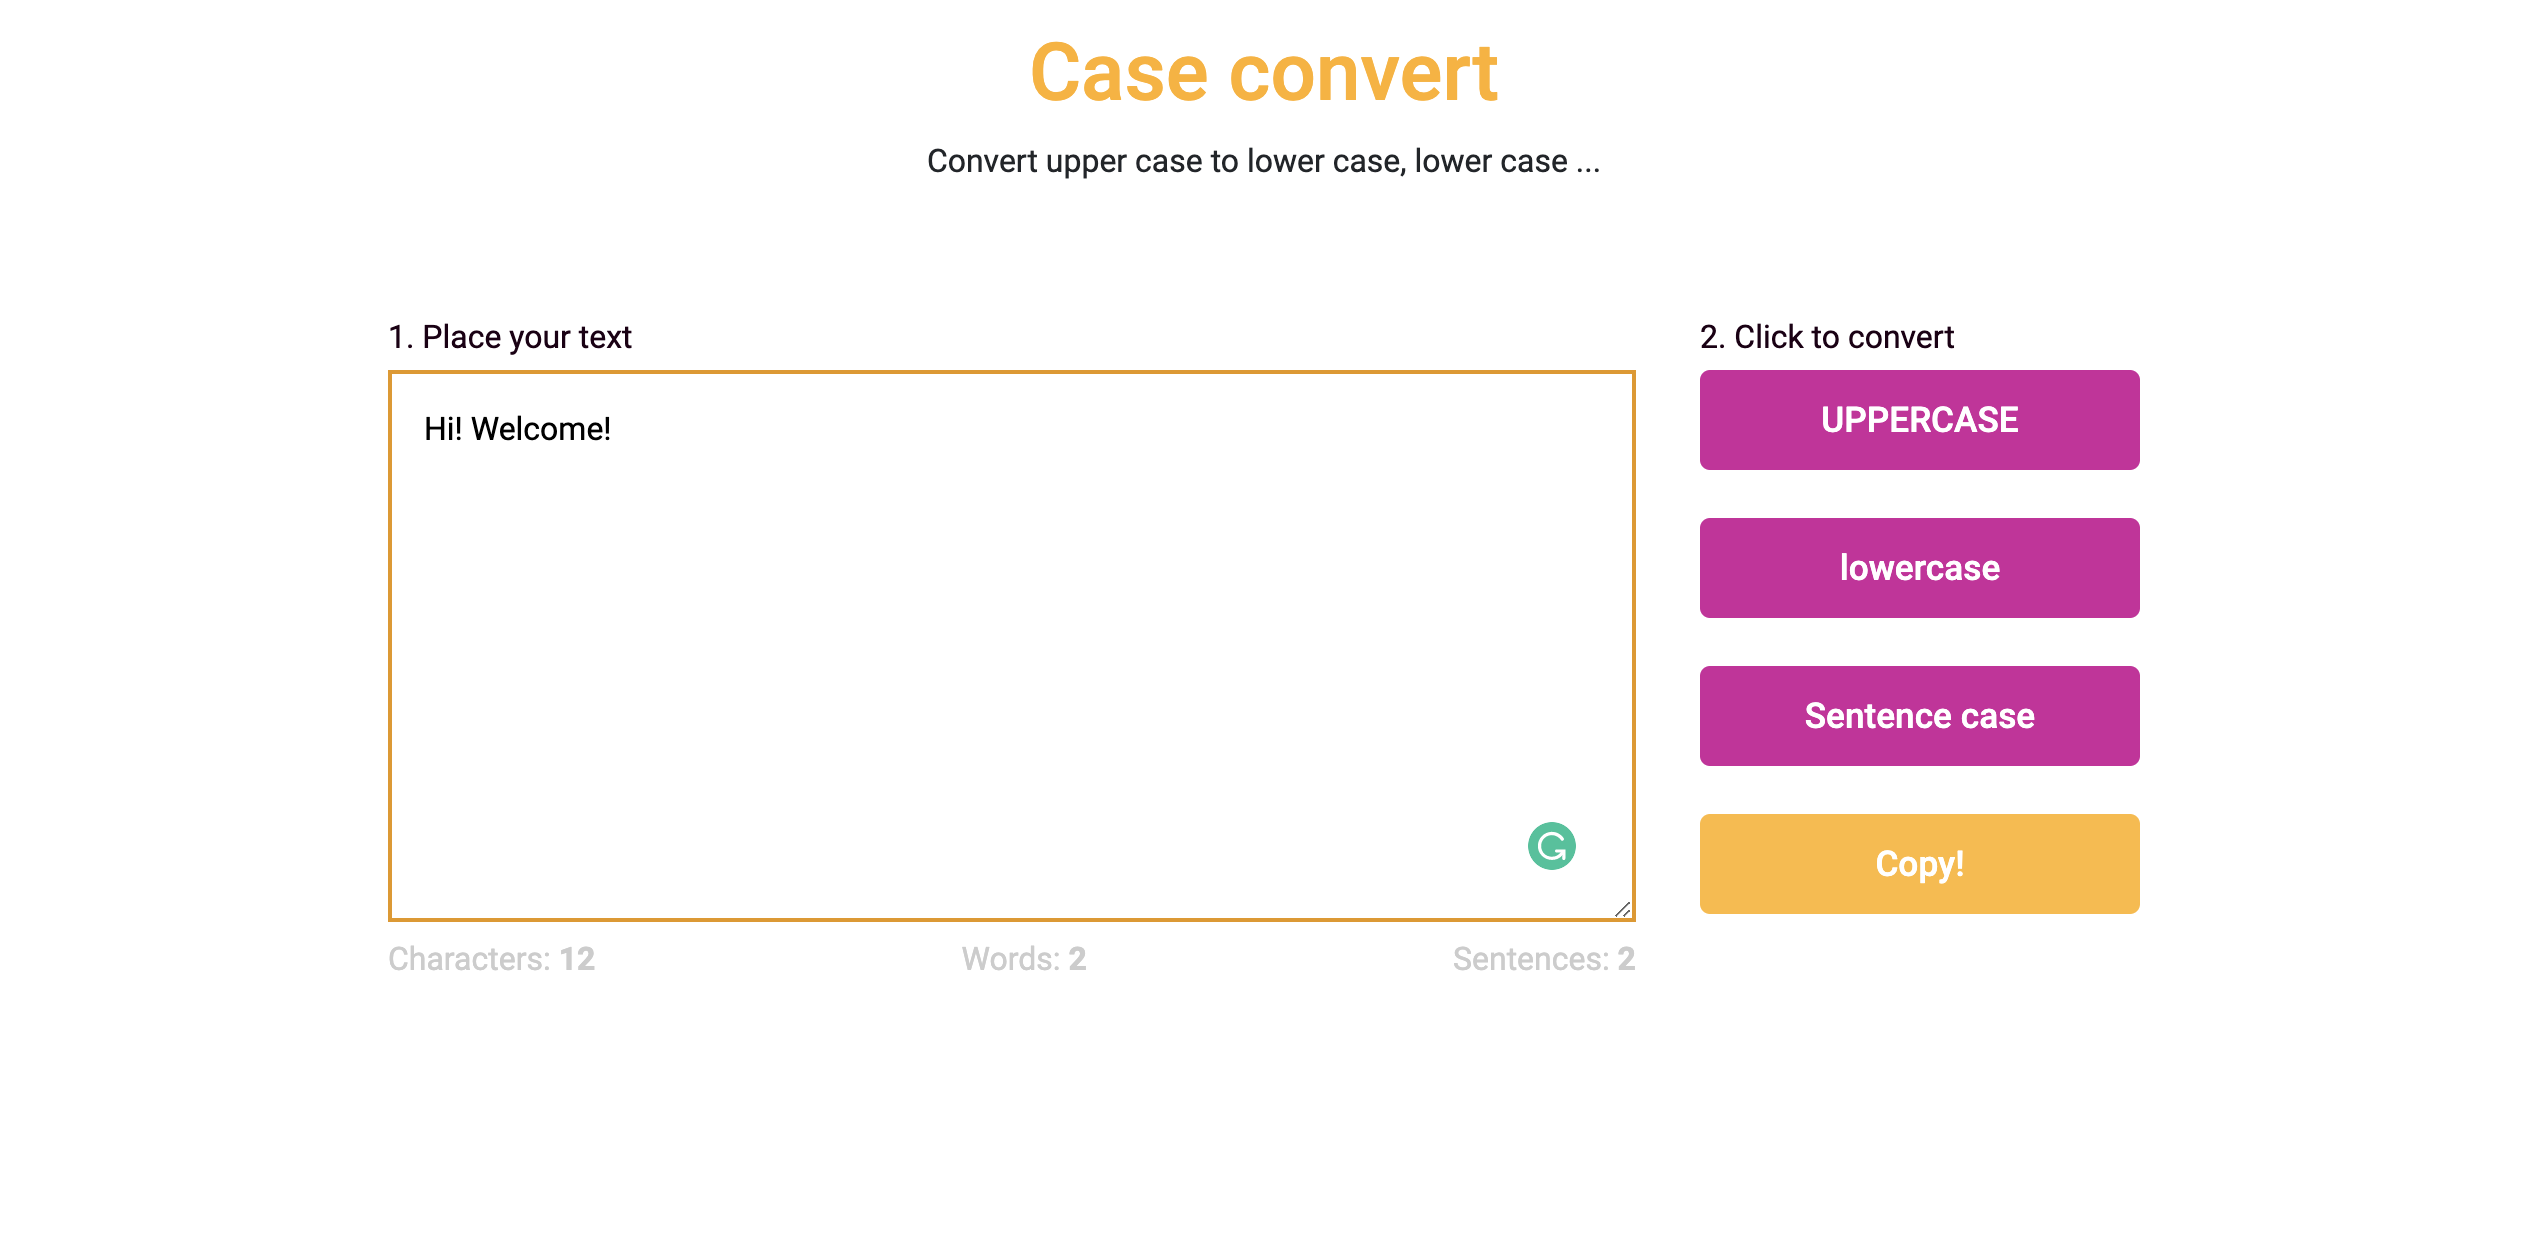 Case convert
Convert upper case to lower case, lower case ...
1. Place your text
Hi! Welcome!
Characters: 12
Words: 2
Sentences: 2
2. Click to convert
UPPERCASE
lowercase
Sentence case
Copy!